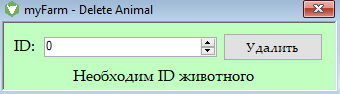 myFarm - Delete Animal
ID: 0 Удалить
Необходим ID животного